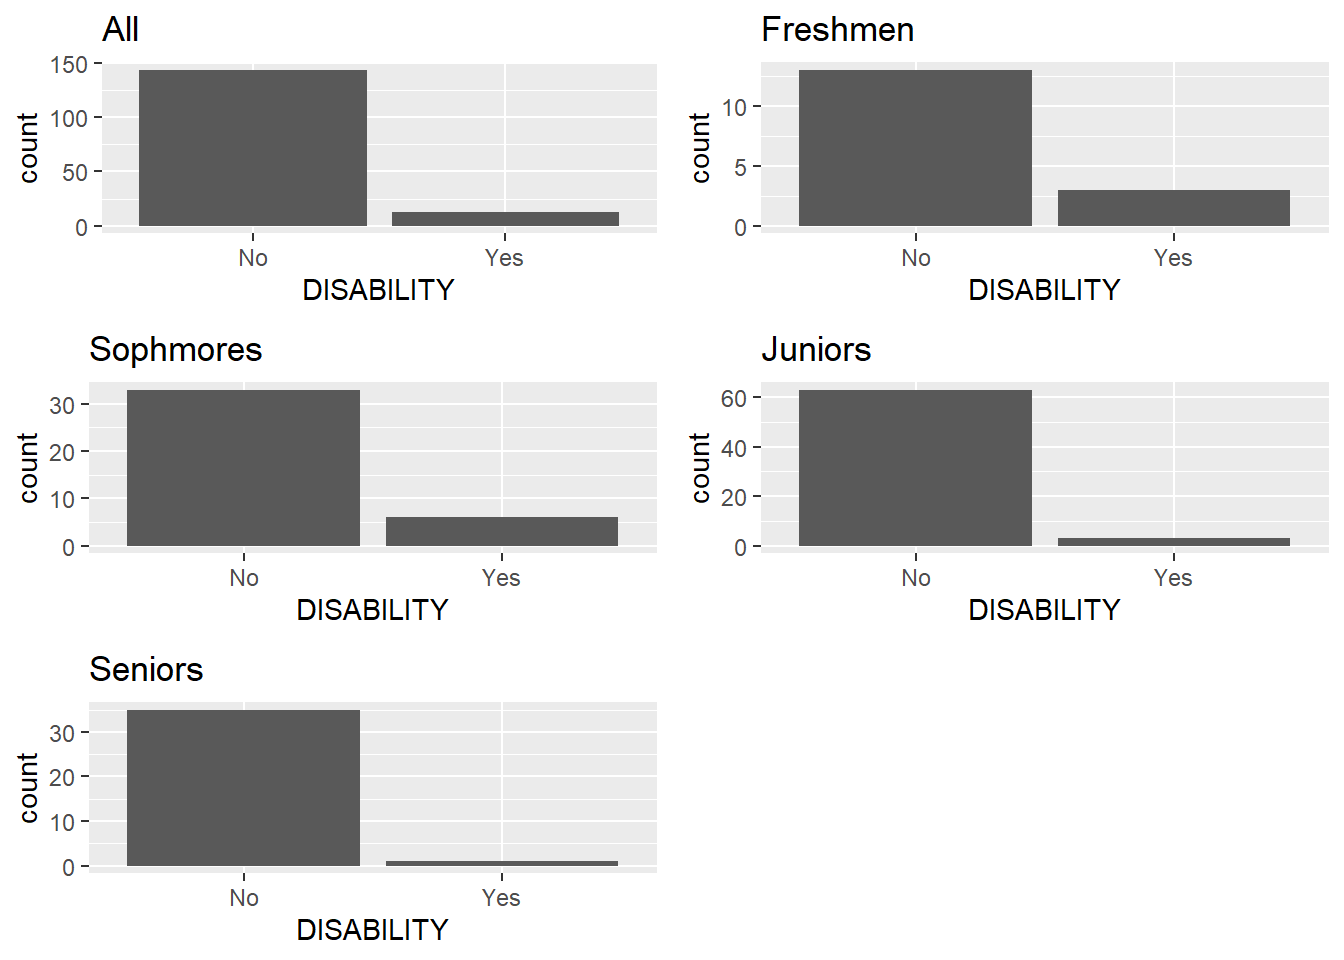 All
count
150
100
50
0
No Yes
DISABILITY
Freshmen
count
10
5
0
No Yes
DISABILITY
Sophmores
count
30
20
10
0
No Yes
DISABILITY
Juniors
count
60
40
20
0
No Yes
DISABILITY
Seniors
count
30
20
10
0
No Yes
DISABILITY